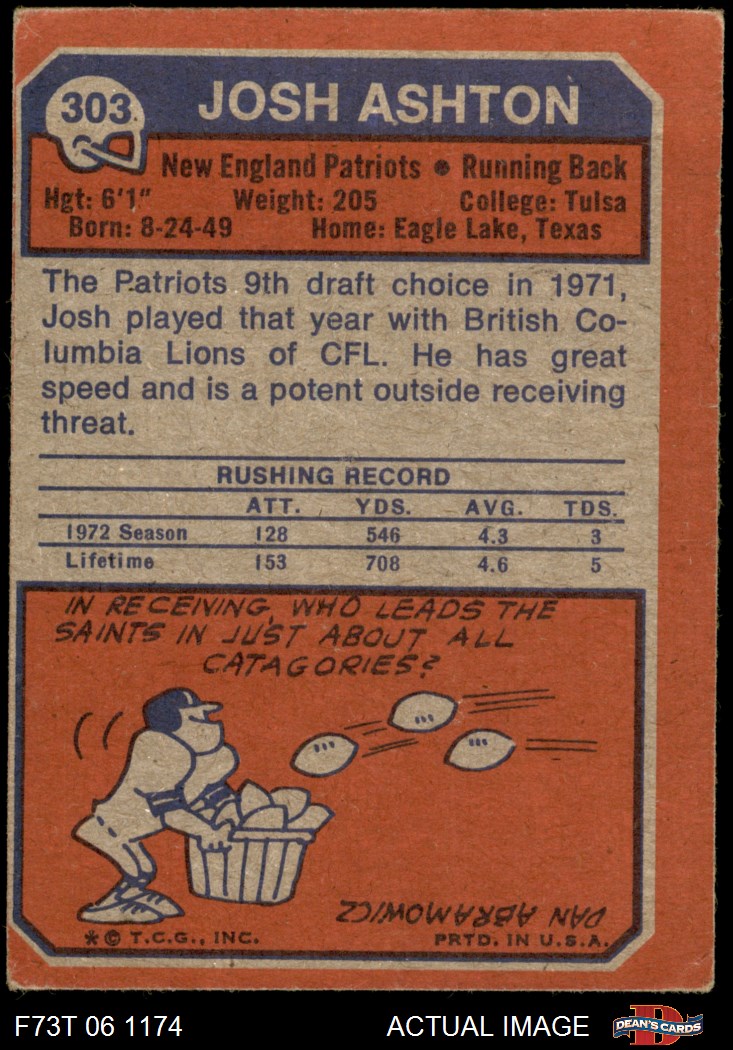 303
JOSH ASHTON
New England Patriots • Running Back
Hgt: 6'1" Weight: 205 College: Tulsa
Born: 8-24-49 Home: Eagle Lake, Texas
The Patriots 9th draft choice in 1971,
Josh played that year with British Co-
lumbia Lions of CFL. He has great
speed and is a potent outside receiving
threat.
RUSHING RECORD
ATT. YDS. AVG. TDS.
1972 Season 128 546 4.3 3
Lifetime 153 708 4.6 5
IN RECEIVING, WHO LEADS THE
SAINTS IN JUST ABOUT ALL
CATAGORIES?
DAN ABRAMOWICZ
* © T.C.G., INC. PRTD. IN U.S.A.
F73T 06 1174 ACTUAL IMAGE D DEAN'S CARDS